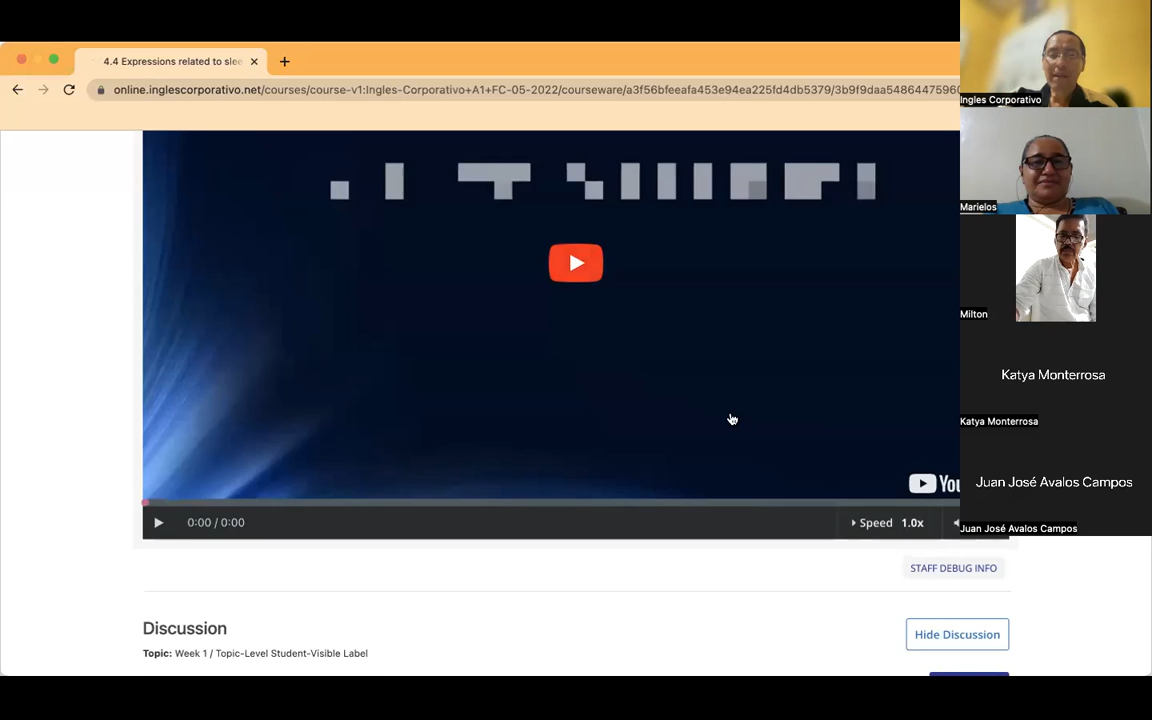 4.4 Expressions related to slee
online.inglescorporativo.net/courses/course-v1:Ingles-Corporativo+A1+FC-05-2022/courseware/a3f56bfeeafa453e94ea225fd4db5379/3b9f9daa54864475960
Ingles Corporativo
Marielos
Milton
Katya Monterrosa
Katya Monterrosa
Juan José Avalos Campos
Juan José Avalos Campos
You
0:00 / 0:00
Speed 1.0x
STAFF DEBUG INFO
Discussion
Hide Discussion
Topic: Week 1 / Topic-Level Student-Visible Label